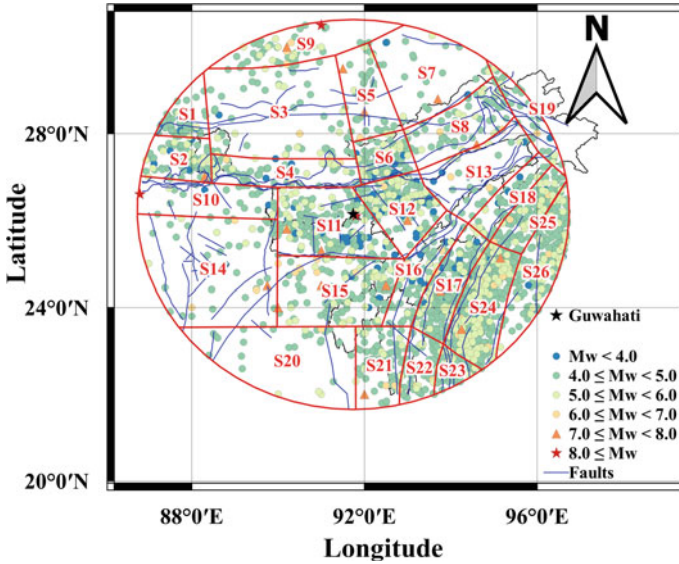 N
S9
S7
S5
S19
S1
S3
28°0′N
S8
S2
S6
S4
S13
S10
S18
S12
S11
S25
Latitude
S14
S16
S26
S15
S17
24°0′N
S24
Guwahati
S20
S21
S22
S23
Mw < 4.0
4.0 ≤ Mw < 5.0
5.0 ≤ Mw < 6.0
6.0 ≤ Mw < 7.0
7.0 ≤ Mw < 8.0
8.0 ≤ Mw
Faults
20°0′N
88°0′E 92°0′E 96°0′E
Longitude